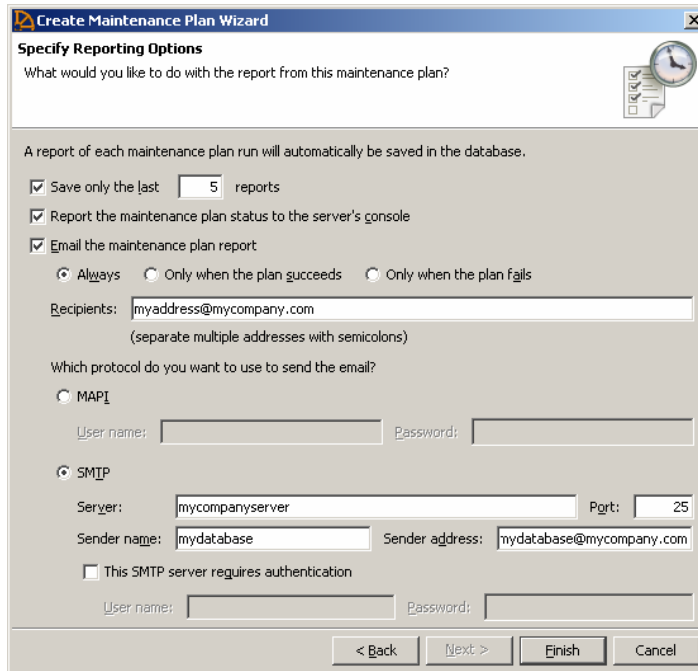 Create Maintenance Plan Wizard
Specify Reporting Options
What would you like to do with the report from this maintenance plan?
A report of each maintenance plan run will automatically be saved in the database.
Save only the last 5 reports
Report the maintenance plan status to the server's console
Email the maintenance plan report
Always Only when the plan succeeds Only when the plan fails
Recipients: myaddress@mycompany.com
(separate multiple addresses with semicolons)
Which protocol do you want to use to send the email?
MAPI
User name: Password:
SMTP
Server: mycompanyserver Port: 25
Sender name: mydatabase Sender address: mydatabase@mycompany.com
This SMTP server requires authentication
User name: Password:
< Back Next > Finish Cancel